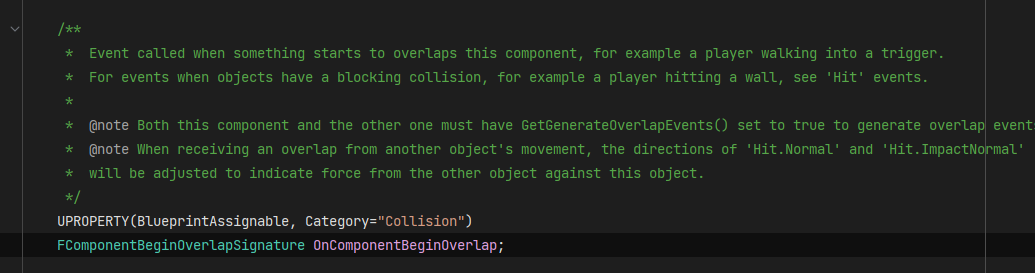 /**
* Event called when something starts to overlaps this component, for example a player walking into a trigger.
* For events when objects have a blocking collision, for example a player hitting a wall, see 'Hit' events.
*
* @note Both this component and the other one must have GetGenerateOverlapEvents() set to true to generate overlap events
* @note When receiving an overlap from another object's movement, the directions of 'Hit.Normal' and 'Hit.ImpactNormal'
* will be adjusted to indicate force from the other object against this object.
*/
UPROPERTY(BlueprintAssignable, Category="Collision")
FComponentBeginOverlapSignature OnComponentBeginOverlap;